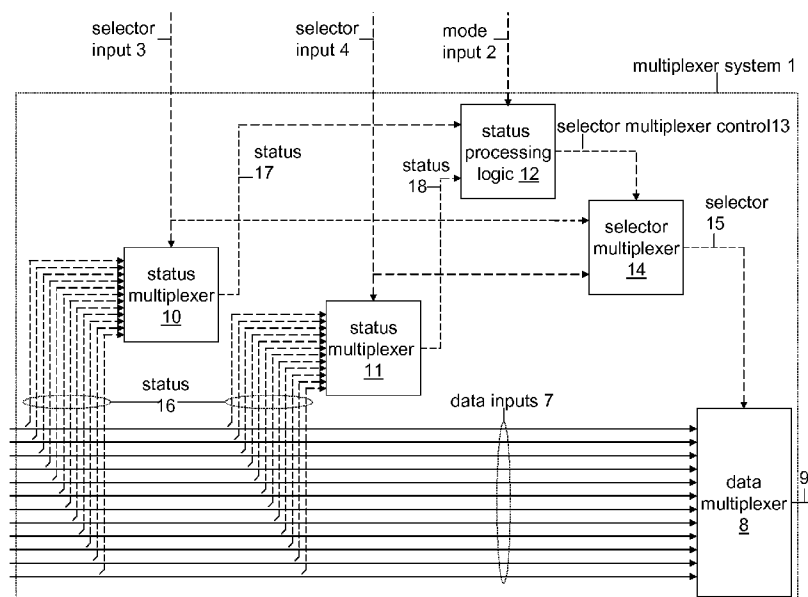 selector
input 3
selector
input 4
mode
input 2
multiplexer system 1
status
processing
logic 12
selector multiplexer control13
status
17
status
18
selector
multiplexer
14
selector
15
status
multiplexer
10
status
multiplexer
11
status
16
data inputs 7
data
multiplexer
8
9